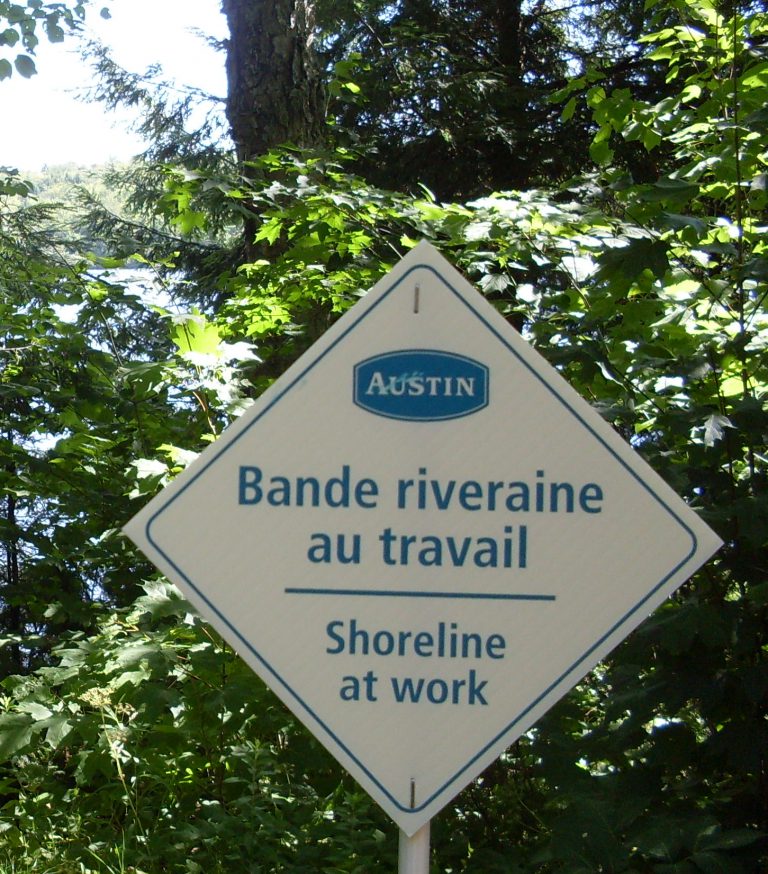 AUSTIN
Bande riveraine
au travail
Shoreline
at work